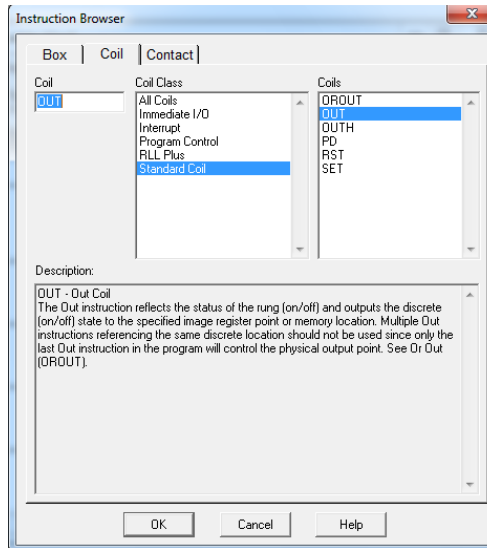 Instruction Browser
x
Box Coil Contact
Coil Coil Class Coils
OUT
All Coils
Immediate I/O
Interrupt
Program Control
RLL Plus
Standard Coil
OROUT
OUT
OUTH
PD
RST
SET
Description:
OUT - Out Coil
The Out instruction reflects the status of the rung (on/off) and outputs the discrete
(on/off) state to the specified image register point or memory location. Multiple Out
instructions referencing the same discrete location should not be used since only the
last Out instruction in the program will control the physical output point. See Or Out
(OROUT).
OK Cancel Help